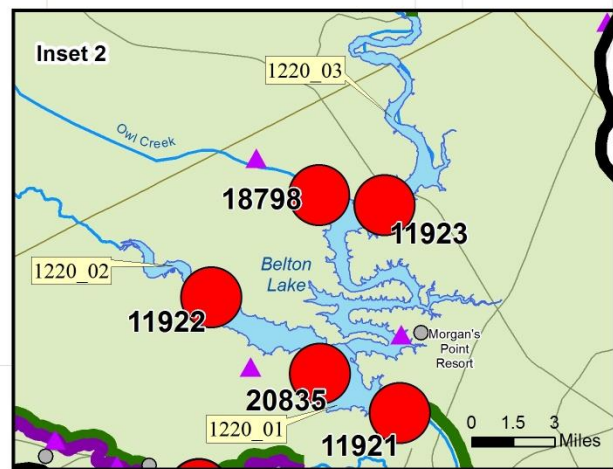 Inset 2
1220_03
Owl Creek
18798
11923
Belton
Lake
1220_02
11922
Morgan's
Point
Resort
20835
1220_01
11921
0 1.5 3
Miles